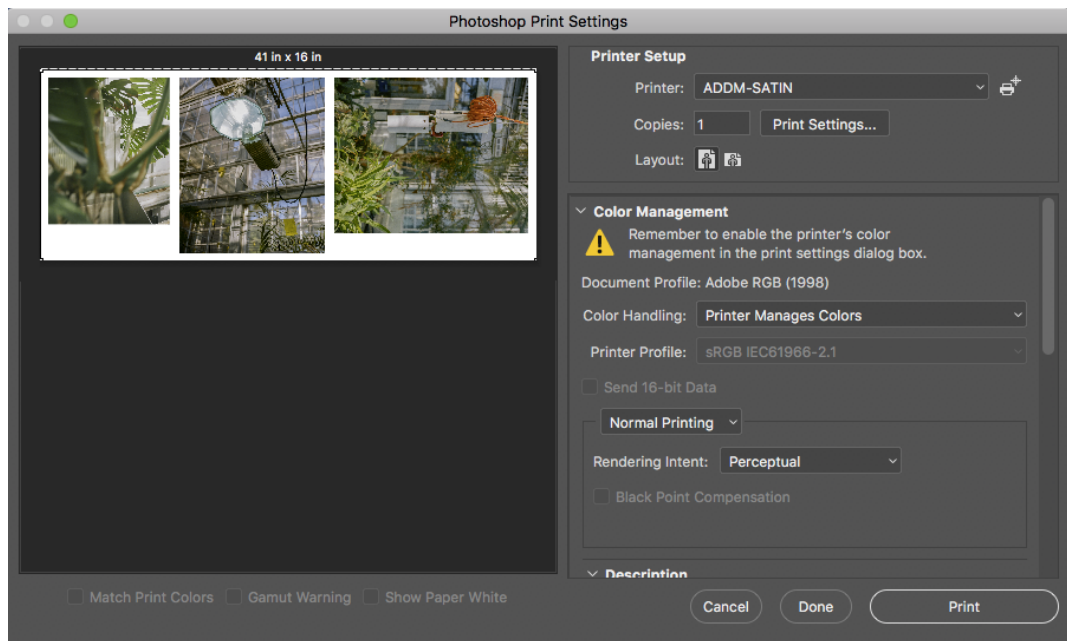 Photoshop Print Settings
41 in x 16 in
Printer Setup
Printer: ADDM-SATIN
Copies: 1 Print Settings...
Layout:
Color Management
Remember to enable the printer's color
management in the print settings dialog box.
Document Profile: Adobe RGB (1998)
Color Handling: Printer Manages Colors
Printer Profile: sRGB IEC61966-2.1
Send 16-bit Data
Normal Printing
Rendering Intent: Perceptual
Black Point Compensation
Description
Match Print Colors Gamut Warning Show Paper White
Cancel Done Print